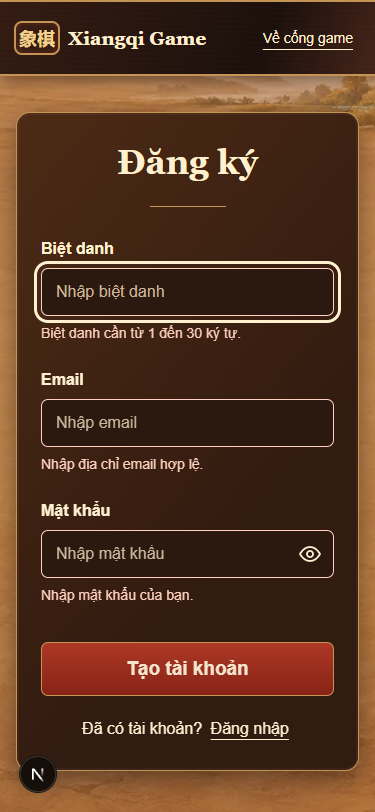 象棋 Xiangqi Game Về cổng game
Đăng ký
Biệt danh
Nhập biệt danh
Biệt danh cần từ 1 đến 30 ký tự.
Email
Nhập email
Nhập địa chỉ email hợp lệ.
Mật khẩu
Nhập mật khẩu
Nhập mật khẩu của bạn.
Tạo tài khoản
Đã có tài khoản? Đăng nhập
N